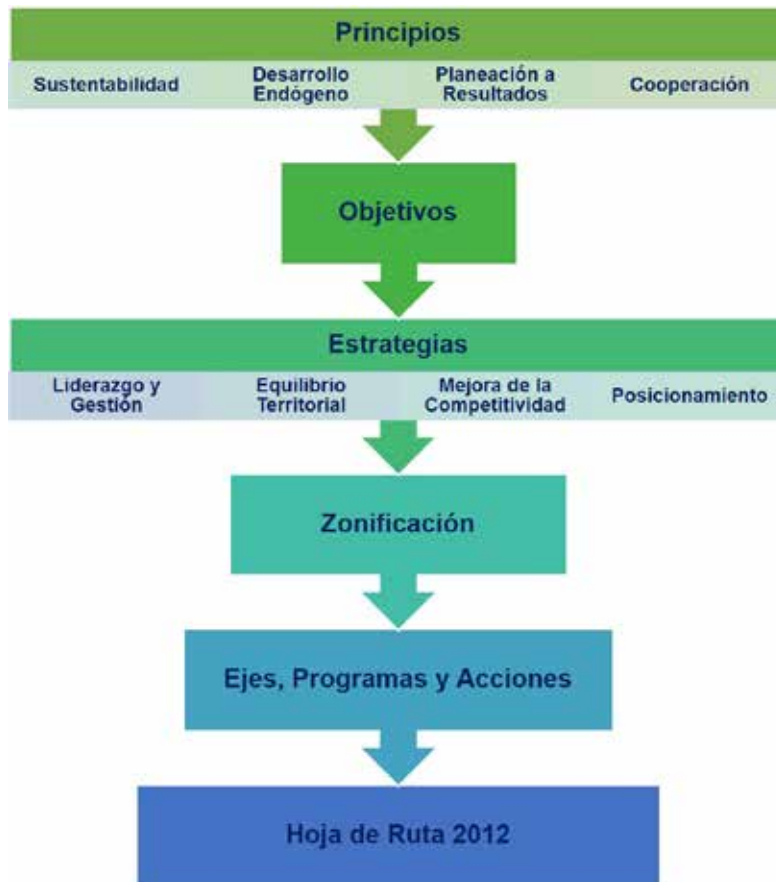 Principios
Sustentabilidad
Desarrollo
Endógeno
Planeación a
Resultados
Cooperación
Objetivos
Estrategias
Liderazgo y
Gestión
Equilibrio
Territorial
Mejora de la
Competitividad
Posicionamiento
Zonificación
Ejes, Programas y Acciones
Hoja de Ruta 2012